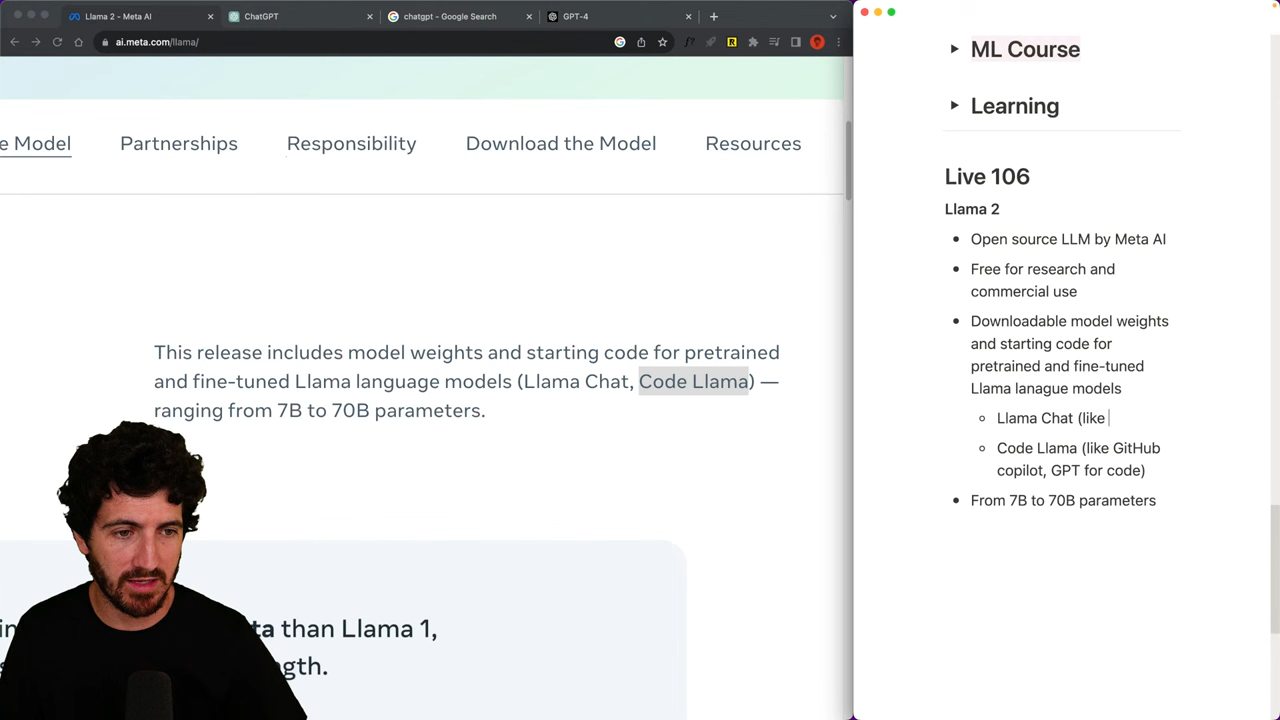 Llama 2 - Meta AI
ChatGPT
chatgpt - Google Search
GPT-4
ai.meta.com/llama/
e Model
Partnerships
Responsibility
Download the Model
Resources
This release includes model weights and starting code for pretrained
and fine-tuned Llama language models (Llama Chat, Code Llama) —
ranging from 7B to 70B parameters.
ta than Llama 1,
gth.
ML Course
Learning
Live 106
Llama 2
Open source LLM by Meta AI
Free for research and
commercial use
Downloadable model weights
and starting code for
pretrained and fine-tuned
Llama lanague models
Llama Chat (like
Code Llama (like GitHub
copilot, GPT for code)
From 7B to 70B parameters